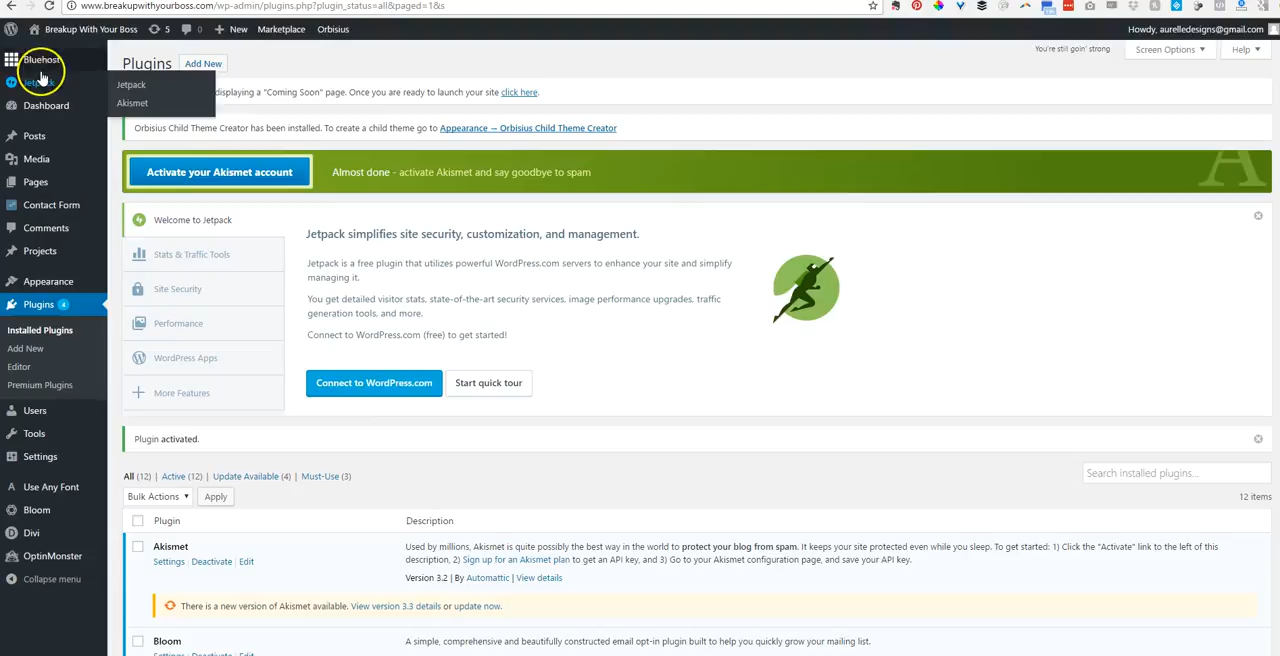 www.breakupwithyourboss.com/wp-admin/plugins.php?plugin_status=all&paged=1&s
Breakup With Your Boss 5 0 New Marketplace Orbisius Howdy, aurelledesigns@gmail.com
Bluehost
Jetpack
Dashboard
Posts
Media
Pages
Contact Form
Comments
Projects
Appearance
Plugins 4
Installed Plugins
Add New
Editor
Premium Plugins
Users
Tools
Settings
Use Any Font
Bloom
Divi
OptinMonster
Collapse menu
Jetpack
Akismet
Plugins Add New
You're still goin' strong
Screen Options ▼ Help ▼
displaying a "Coming Soon" page. Once you are ready to launch your site click here.
Orbisius Child Theme Creator has been installed. To create a child theme go to Appearance → Orbisius Child Theme Creator
Activate your Akismet account Almost done - activate Akismet and say goodbye to spam
Welcome to Jetpack
Stats & Traffic Tools
Site Security
Performance
WordPress Apps
More Features
Jetpack simplifies site security, customization, and management.
Jetpack is a free plugin that utilizes powerful WordPress.com servers to enhance your site and simplify
managing it.
You get detailed visitor stats, state-of-the-art security services, image performance upgrades, traffic
generation tools, and more.
Connect to WordPress.com (free) to get started!
Connect to WordPress.com Start quick tour
Plugin activated.
All (12) | Active (12) | Update Available (4) | Must-Use (3)
Search installed plugins...
Bulk Actions ▼ Apply
12 items
Plugin Description
Akismet
Settings | Deactivate | Edit
Used by millions, Akismet is quite possibly the best way in the world to protect your blog from spam. It keeps your site protected even while you sleep. To get started: 1) Click the "Activate" link to the left of
this description, 2) Sign up for an Akismet plan to get an API key, and 3) Go to your Akismet configuration page, and save your API key.
Version 3.2 | By Automattic | View details
There is a new version of Akismet available. View version 3.3 details or update now.
Bloom
A simple, comprehensive and beautifully constructed email opt-in plugin built to help you quickly grow your mailing list.
Settings | Deactivate | Edit